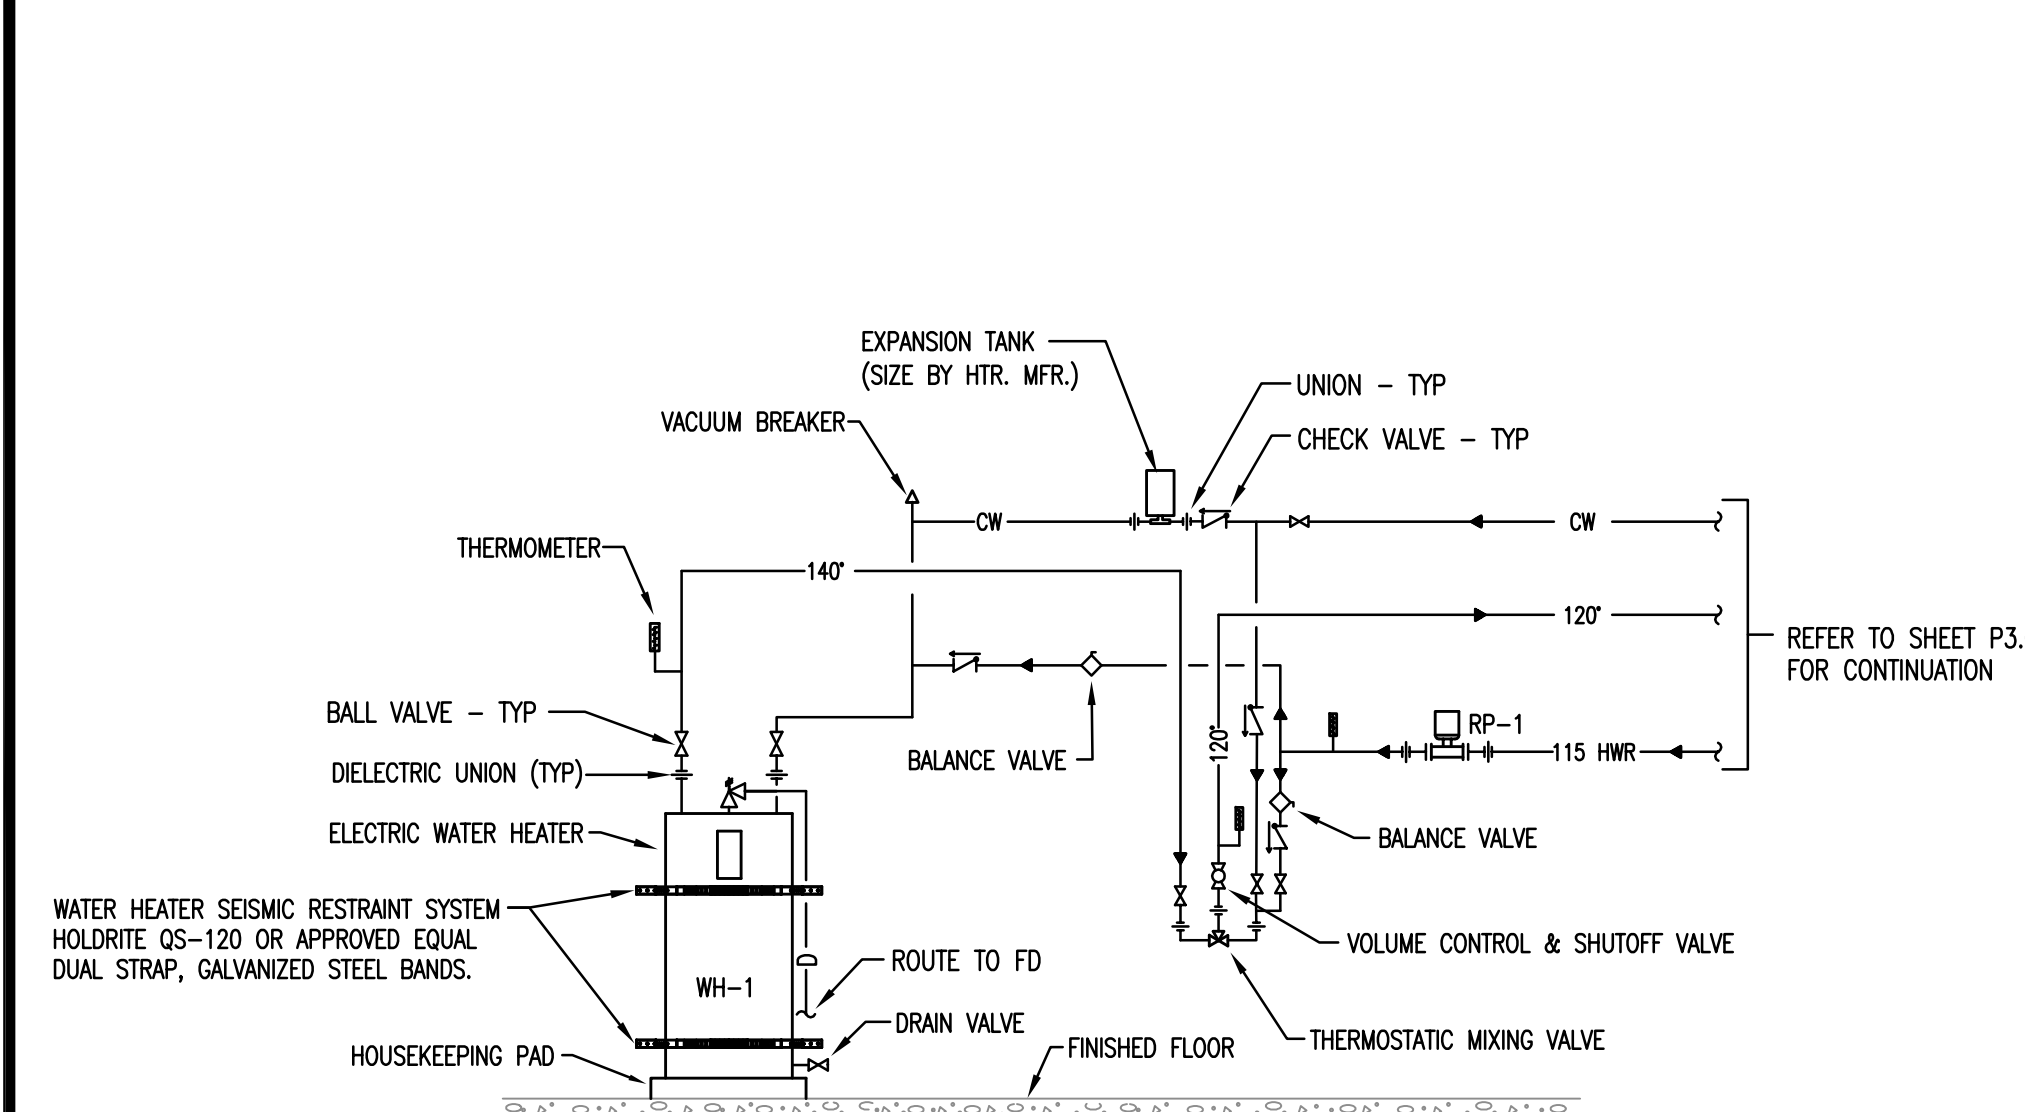 EXPANSION TANK
(SIZE BY HTR. MFR.)
UNION - TYP
VACUUM BREAKER
CHECK VALVE - TYP
CW
CW
THERMOMETER
140°
120°
REFER TO SHEET P3.
FOR CONTINUATION
BALL VALVE - TYP
RP-1
120°
BALANCE VALVE
115 HWR
DIELECTRIC UNION (TYP)
ELECTRIC WATER HEATER
BALANCE VALVE
WATER HEATER SEISMIC RESTRAINT SYSTEM
HOLDRITE QS-120 OR APPROVED EQUAL
DUAL STRAP, GALVANIZED STEEL BANDS.
VOLUME CONTROL & SHUTOFF VALVE
D
ROUTE TO FD
WH-1
DRAIN VALVE
THERMOSTATIC MIXING VALVE
HOUSEKEEPING PAD
FINISHED FLOOR